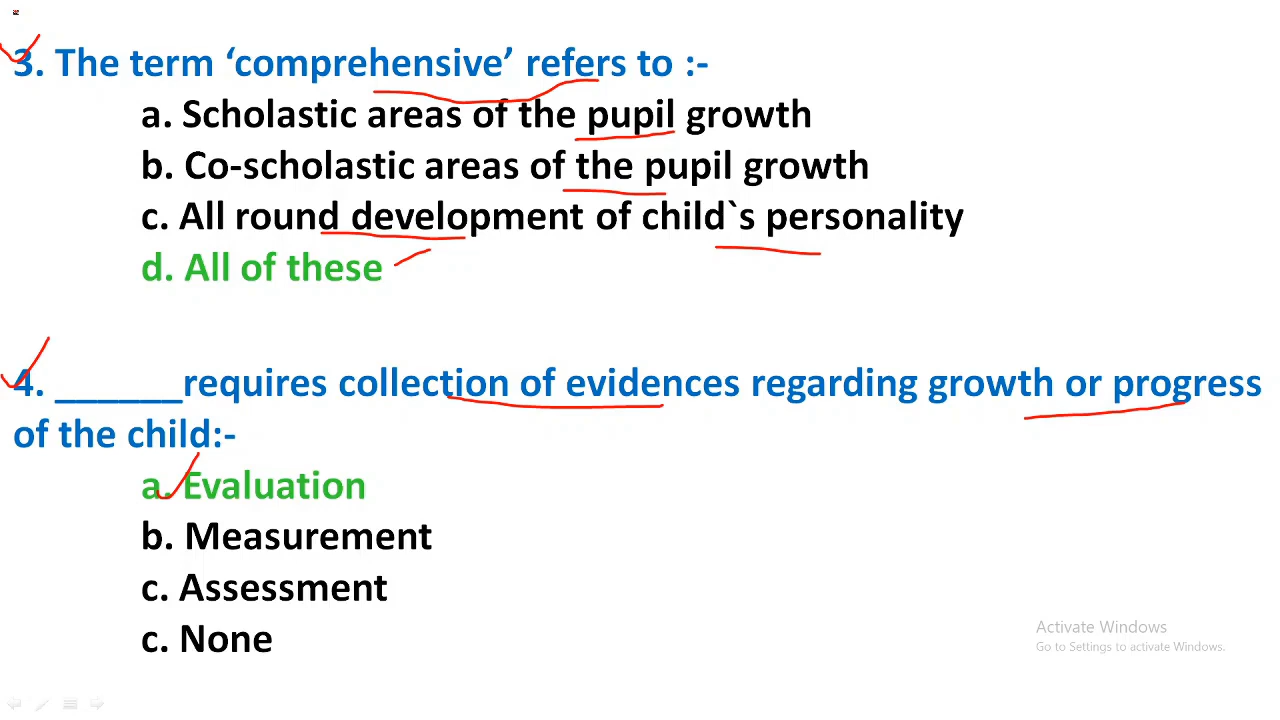 3. The term ‘comprehensive’ refers to :-
a. Scholastic areas of the pupil growth
b. Co-scholastic areas of the pupil growth
c. All round development of child`s personality
d. All of these
4. ______requires collection of evidences regarding growth or progress
of the child:-
a. Evaluation
b. Measurement
c. Assessment
c. None
Activate Windows
Go to Settings to activate Windows.